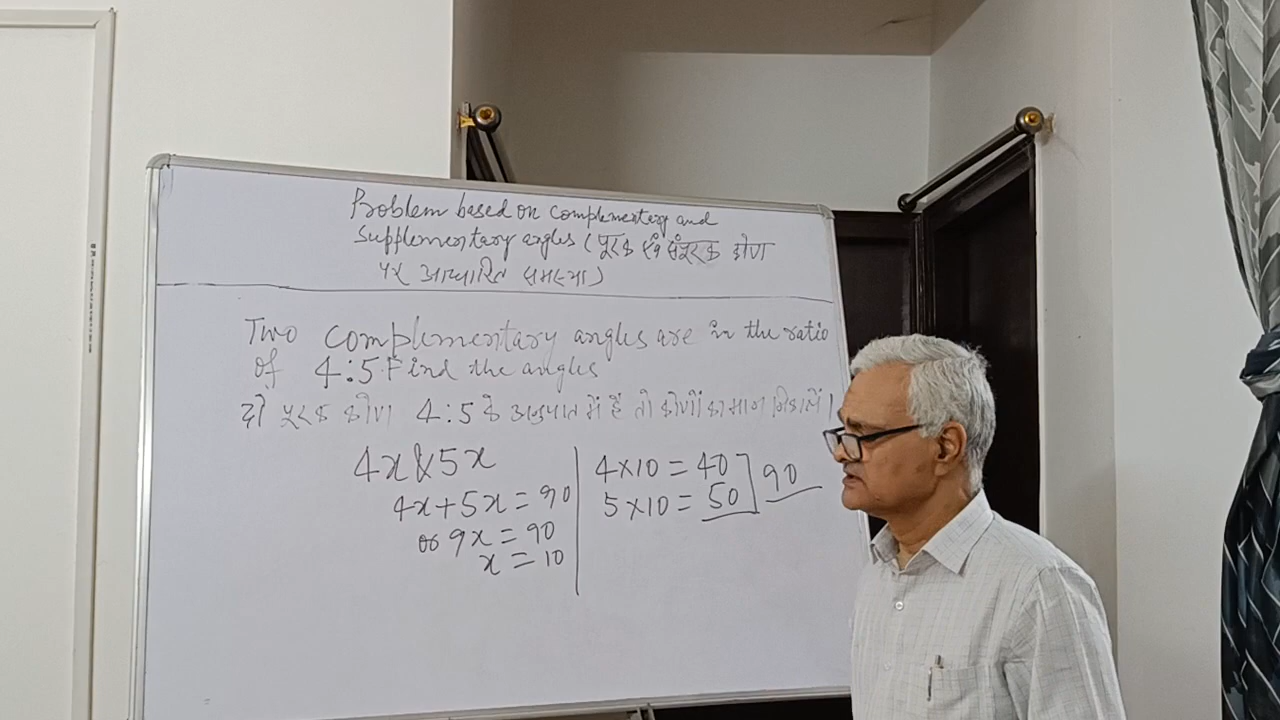 Problem based on complementary and
Supplementary angles (पूरक एवं संपूरक कोण
पर आधारित समस्या)
Two complementary angles are in the ratio
of 4:5. Find the angles
दो पूरक कोण 4:5 के अनुपात में हैं तो कोणों का मान निकालें।
4x & 5x
4x + 5x = 90
or 9x = 90
x = 10
4 x 10 = 40
5 x 10 = 50
90